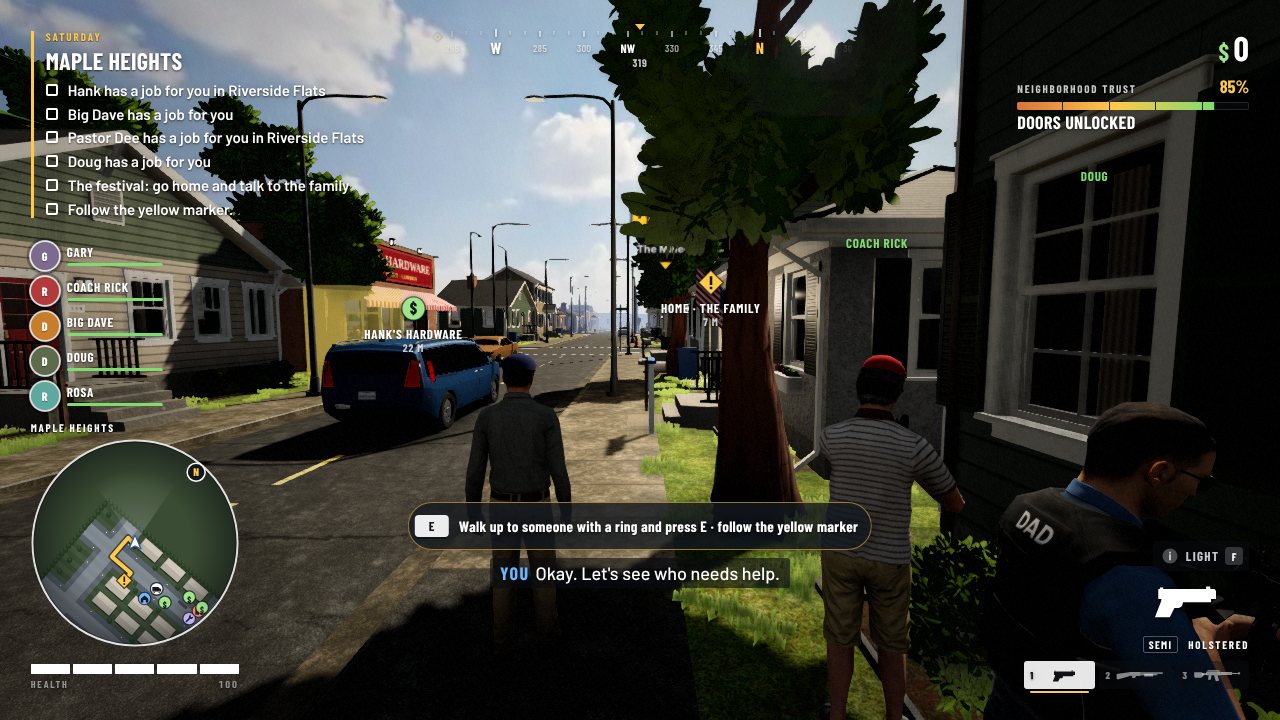 SATURDAY
MAPLE HEIGHTS
Hank has a job for you in Riverside Flats
Big Dave has a job for you
Pastor Dee has a job for you in Riverside Flats
Doug has a job for you
The festival: go home and talk to the family
Follow the yellow marker.
W 285 300 NW 330 N
319
$0
NEIGHBORHOOD TRUST 85%
DOORS UNLOCKED
DOUG
COACH RICK
G GARY
R COACH RICK
D BIG DAVE
D DOUG
R ROSA
HARDWARE
$
HANK'S HARDWARE
22 M
!
HOME · THE FAMILY
7 M
MAPLE HEIGHTS
N
E Walk up to someone with a ring and press E · follow the yellow marker
YOU Okay. Let's see who needs help.
DAD
i LIGHT F
SEMI HOLSTERED
1 2 3
HEALTH 100